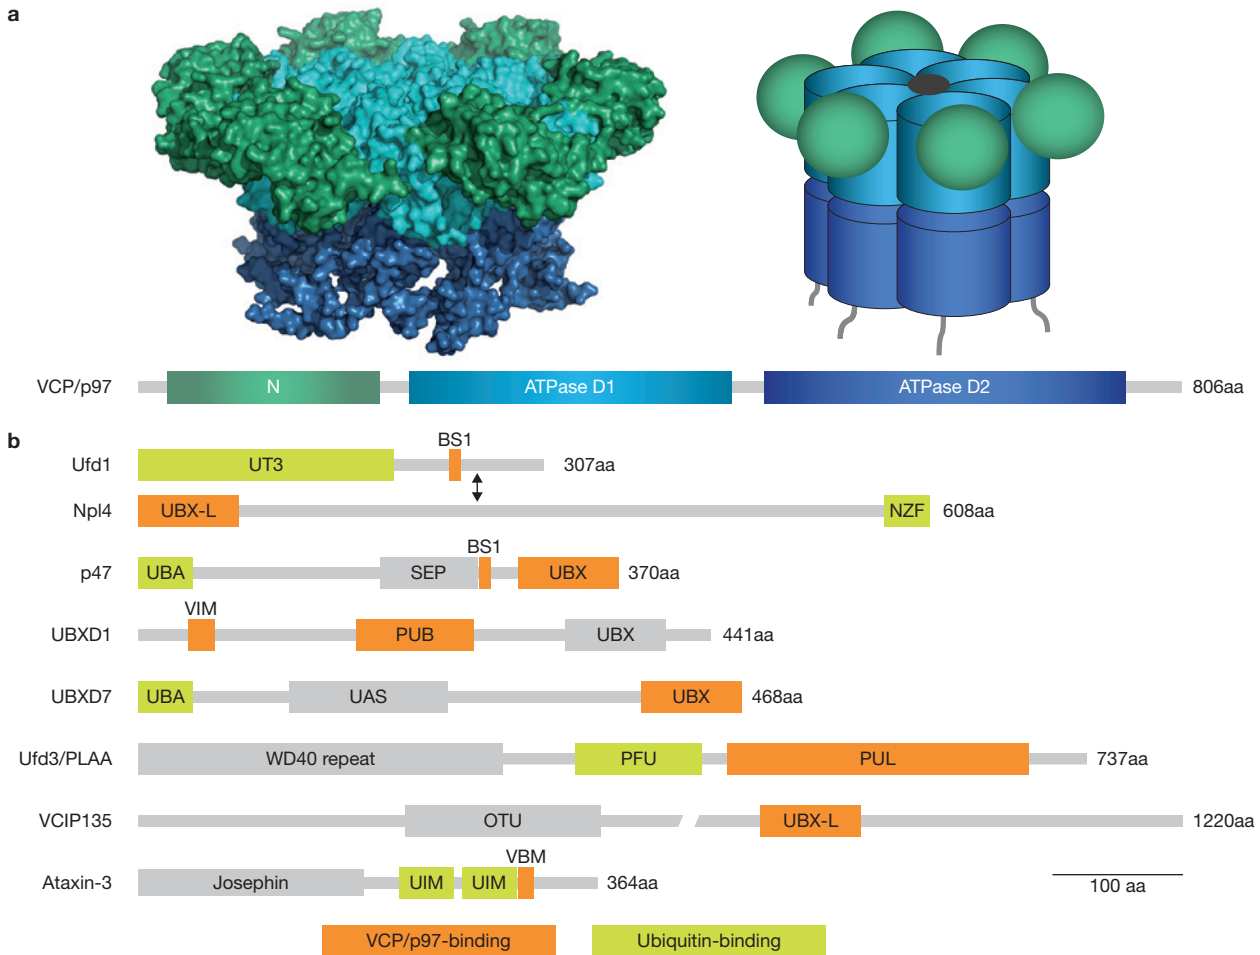 a
VCP/p97 N ATPase D1 ATPase D2 806aa
b
BS1
Ufd1 UT3 307aa
Npl4 UBX-L NZF 608aa
BS1
p47 UBA SEP UBX 370aa
VIM
UBXD1 PUB UBX 441aa
UBXD7 UBA UAS UBX 468aa
Ufd3/PLAA WD40 repeat PFU PUL 737aa
VCIP135 OTU UBX-L 1220aa
VBM
Ataxin-3 Josephin UIM UIM 364aa
100 aa
VCP/p97-binding Ubiquitin-binding